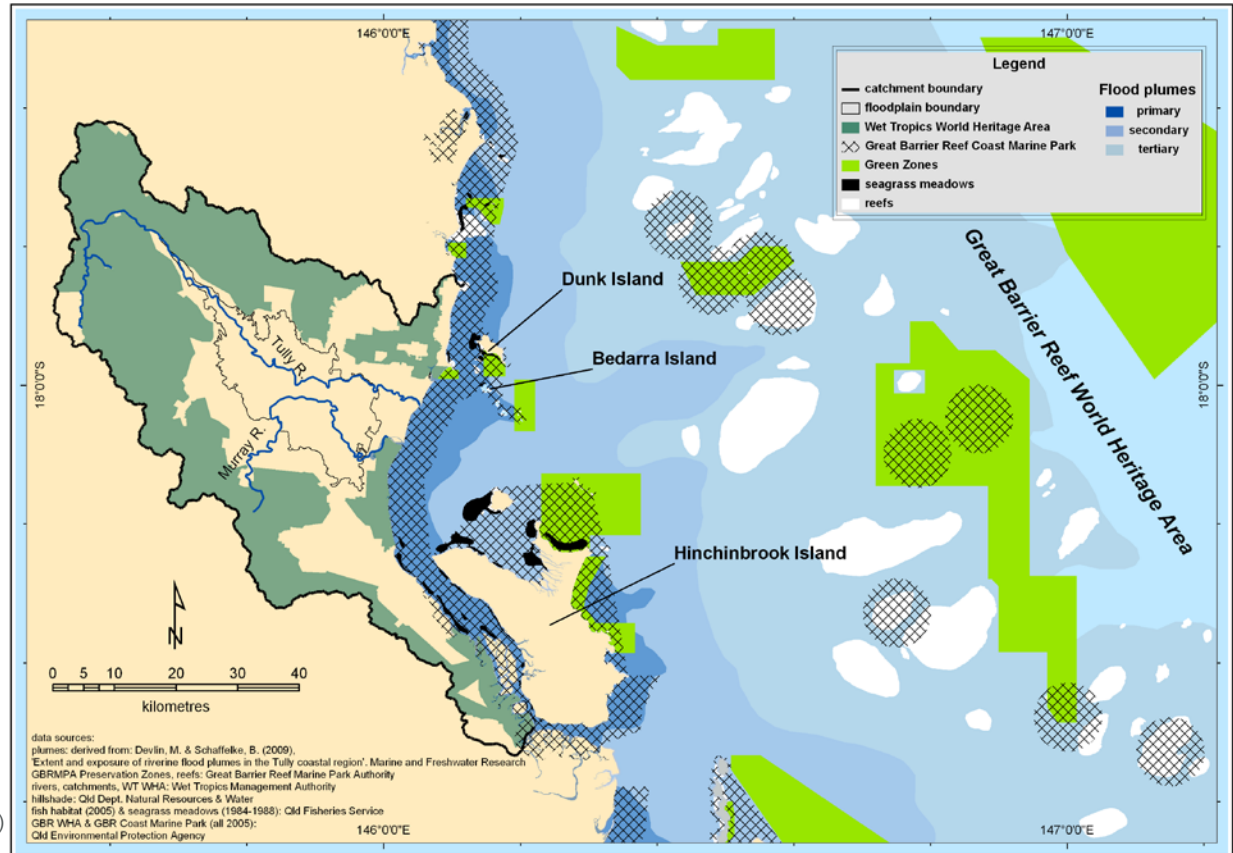 146°0'0"E
147°0'0"E
Legend
catchment boundary
floodplain boundary
Wet Tropics World Heritage Area
Great Barrier Reef Coast Marine Park
Green Zones
seagrass meadows
reefs
Flood plumes
primary
secondary
tertiary
Great Barrier Reef World Heritage Area
Dunk Island
Bedarra Island
Tully R.
Murray R.
18°0'0"S
18°0'0"S
Hinchinbrook Island
N
0 5 10 20 30 40
kilometres
data sources:
plumes: derived from: Devlin, M. & Schaffelke, B. (2009),
'Extent and exposure of riverine flood plumes in the Tully coastal region'. Marine and Freshwater Research
GBRMPA Preservation Zones, reefs: Great Barrier Reef Marine Park Authority
rivers, catchments, WT WHA: Wet Tropics Management Authority
hillshade: Qld Dept. Natural Resources & Water
fish habitat (2005) & seagrass meadows (1984-1988): Qld Fisheries Service
GBR WHA & GBR Coast Marine Park (all 2005):
Qld Environmental Protection Agency
)
146°0'0"E
147°0'0"E